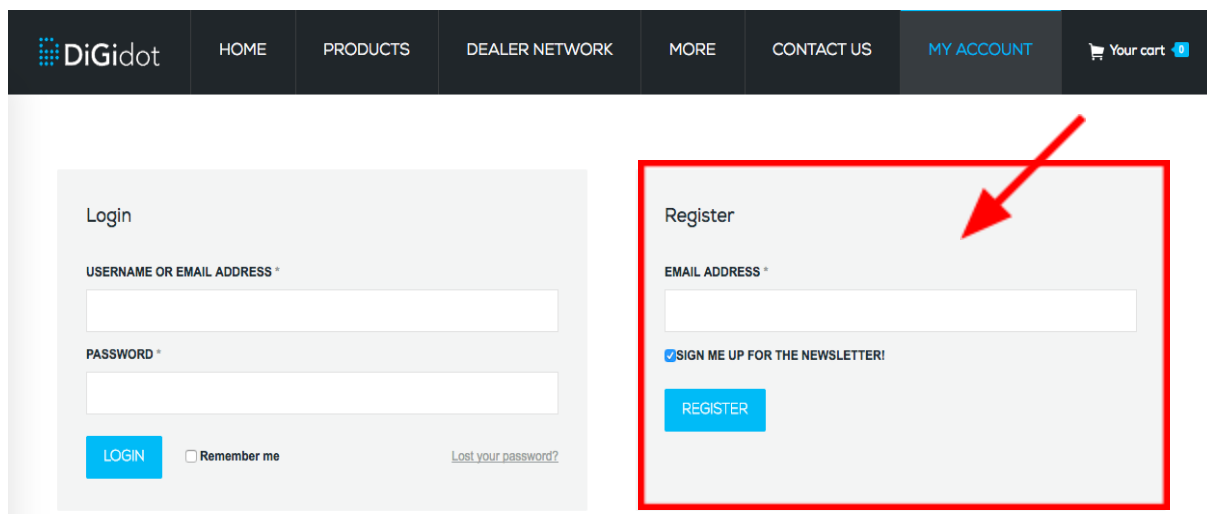 DiGidot HOME PRODUCTS DEALER NETWORK MORE CONTACT US MY ACCOUNT Your cart 0
Login
USERNAME OR EMAIL ADDRESS *
PASSWORD *
LOGIN Remember me Lost your password?
Register
EMAIL ADDRESS *
SIGN ME UP FOR THE NEWSLETTER!
REGISTER